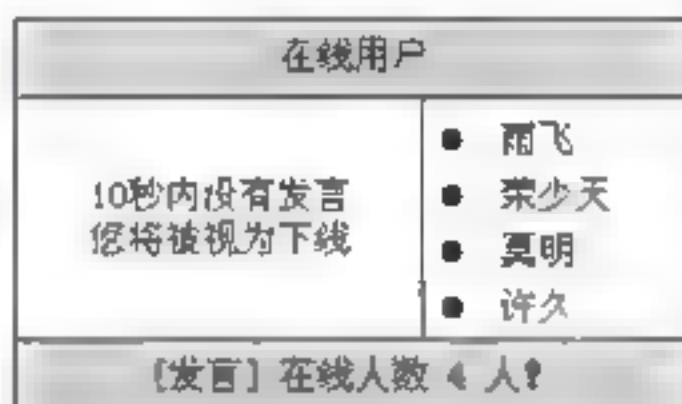 在线用户
10秒内没有发言
您将被视为下线
雨飞
荣少天
冥明
许久
[发言] 在线人数 4 人!